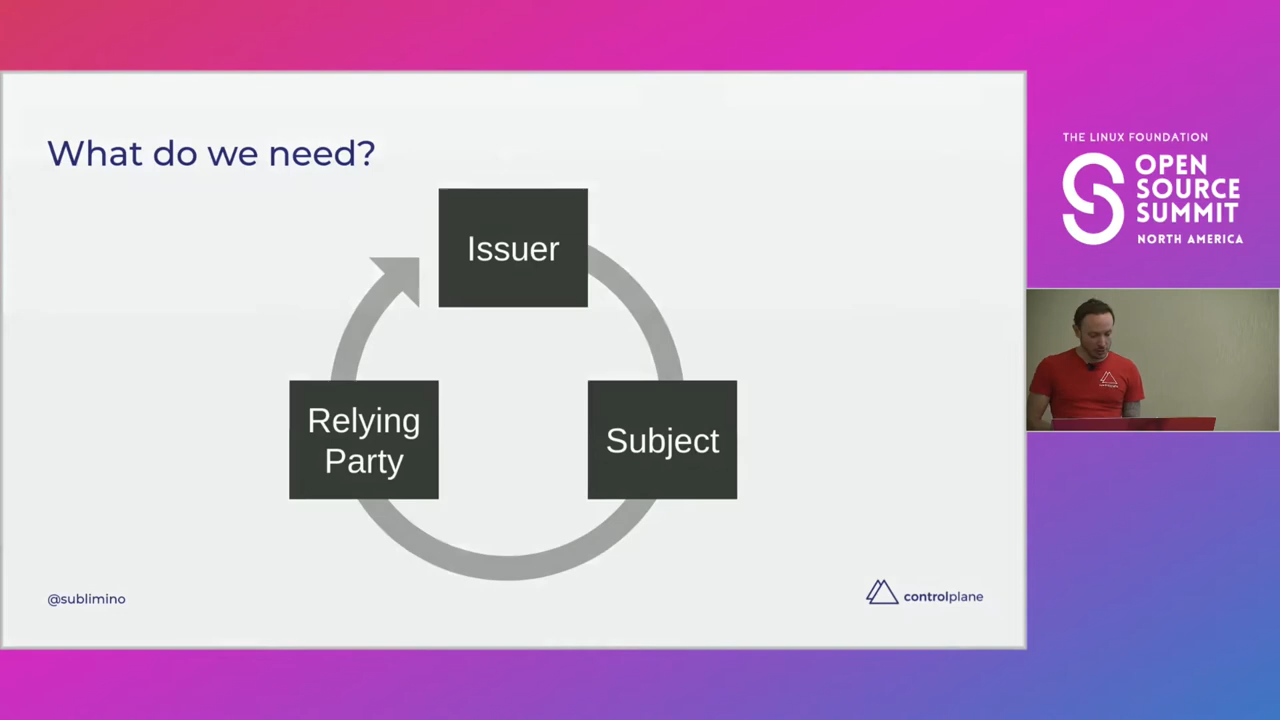 What do we need?
Issuer
Relying
Party
Subject
@sublimino
controlplane
THE LINUX FOUNDATION
OPEN
SOURCE
SUMMIT
NORTH AMERICA